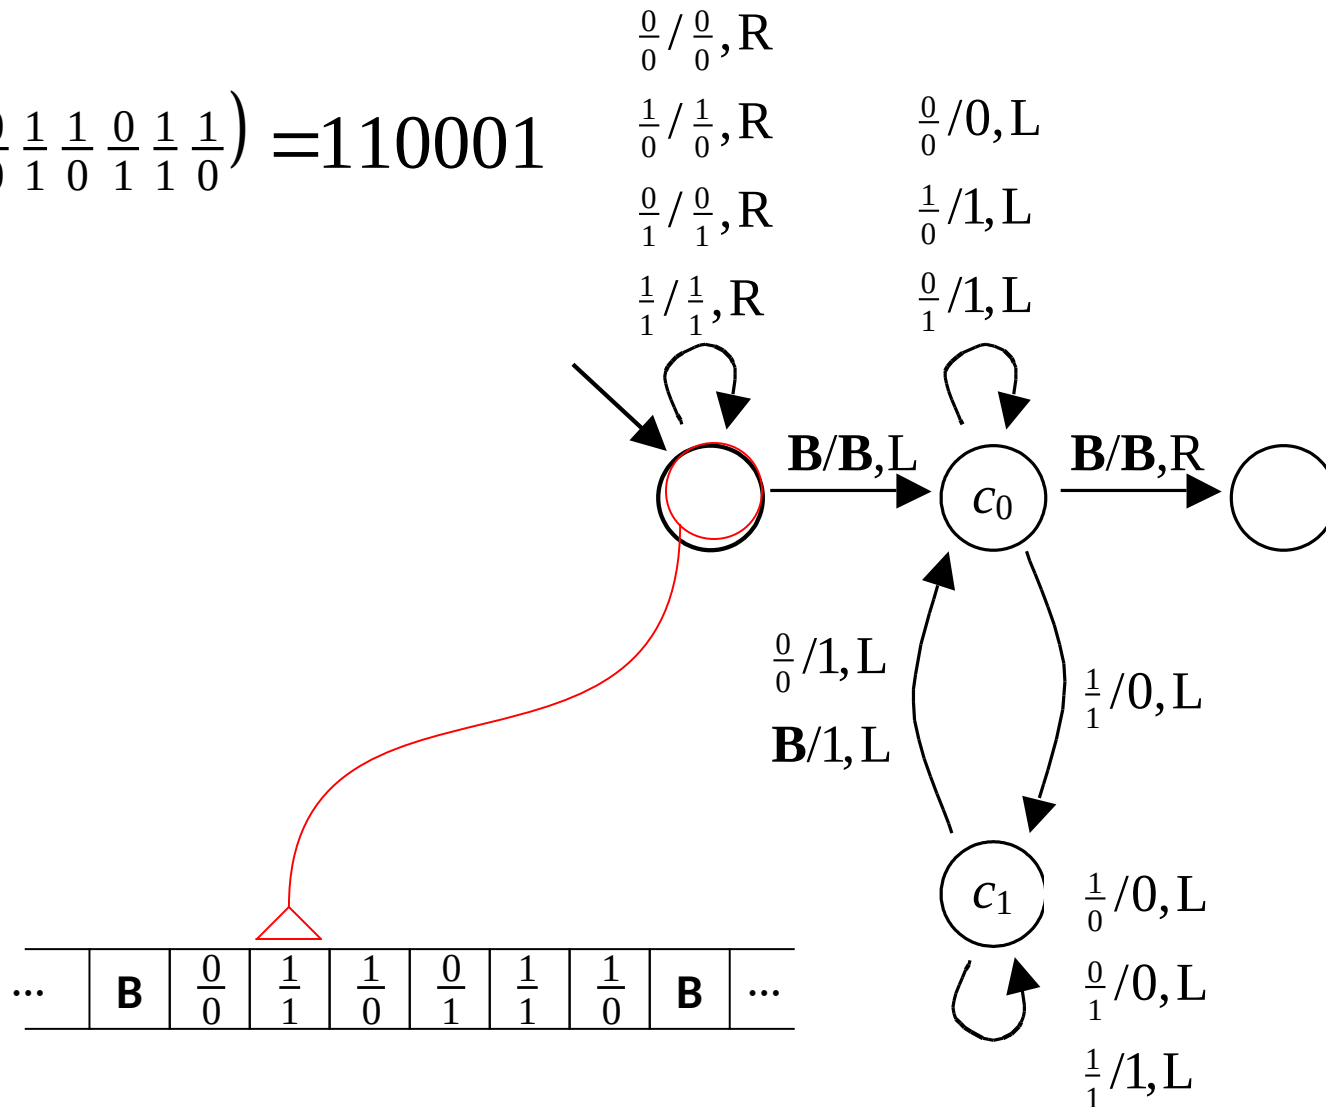 0/0 1/1 1/0 0/1 1/1 1/0) =110001
0/0 / 0/0, R
1/0 / 1/0, R
0/1 / 0/1, R
1/1 / 1/1, R
0/0 /0, L
1/0 /1, L
0/1 /1, L
B/B, L
c0
B/B, R
0/0 /1, L
B/1, L
1/1 /0, L
c1
1/0 /0, L
0/1 /0, L
1/1 /1, L
... B 0/0 1/1 1/0 0/1 1/1 1/0 B ...